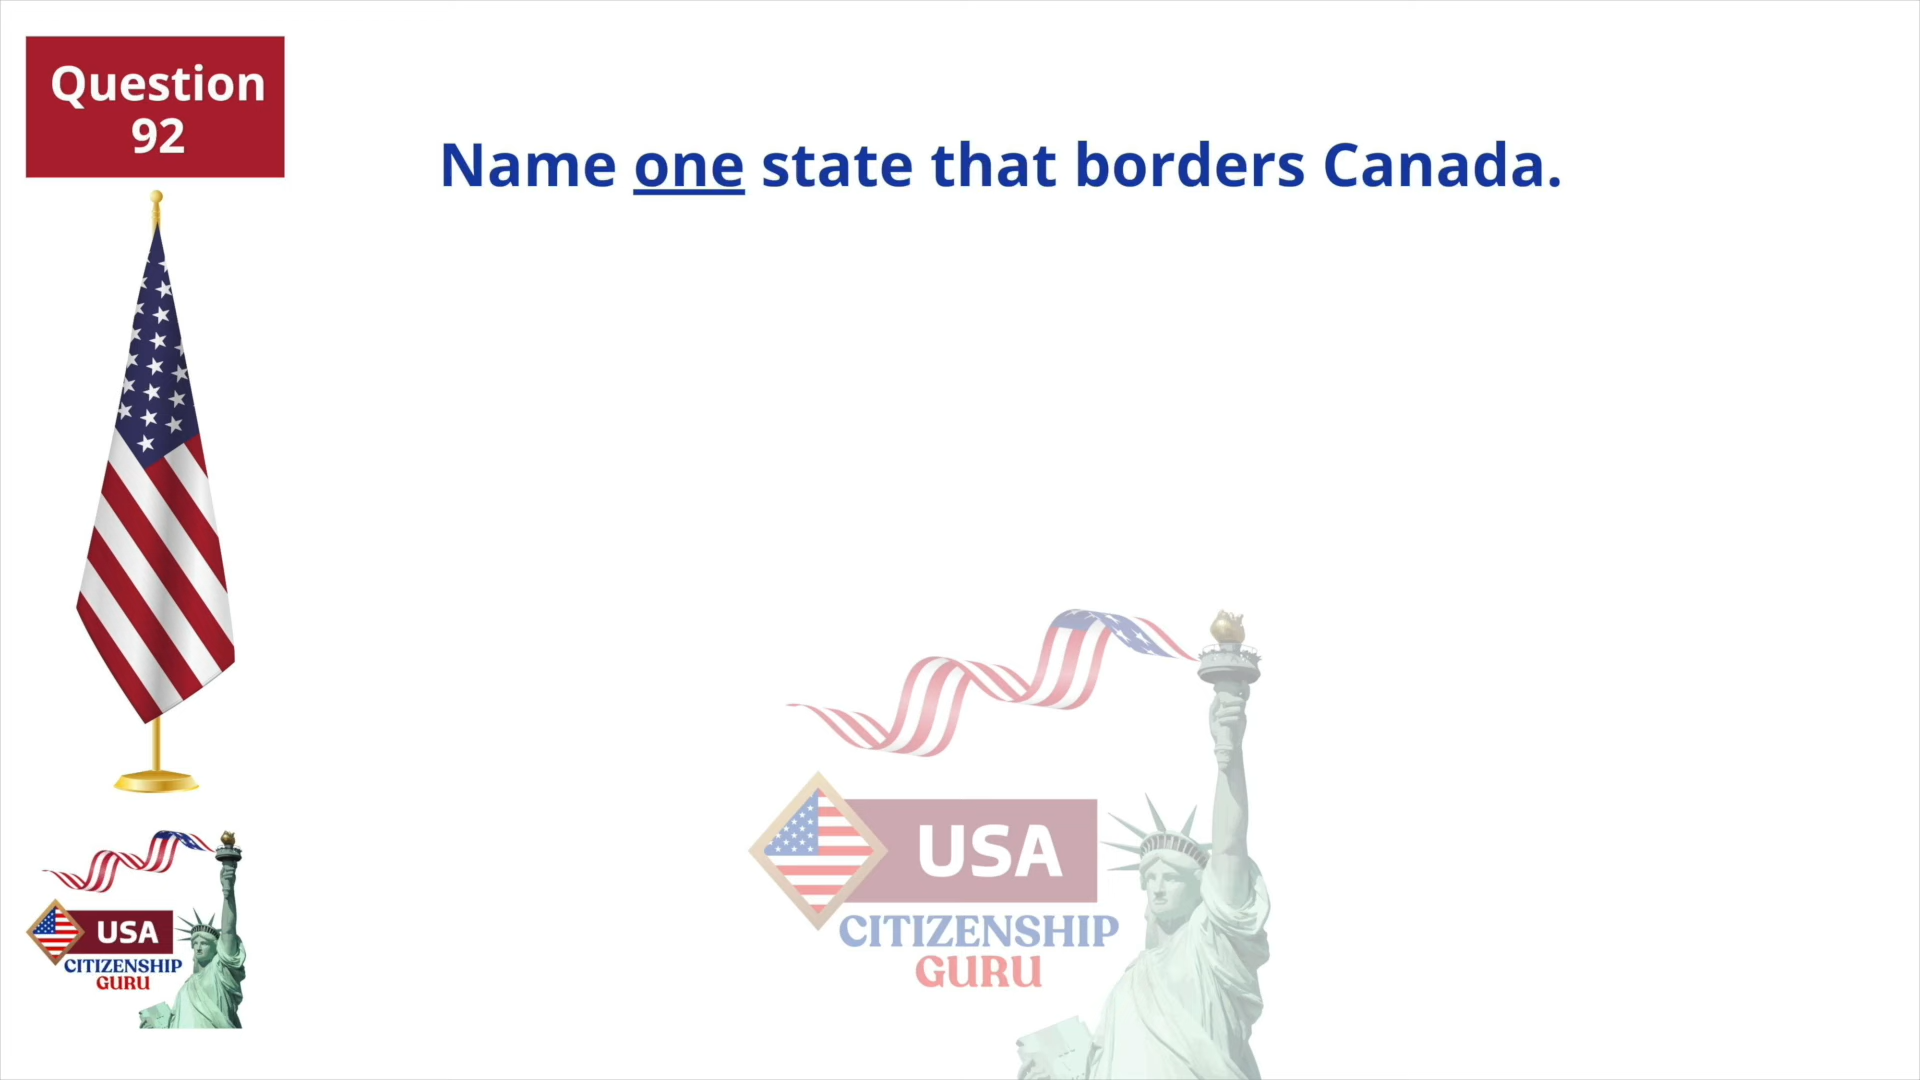 Question
92
Name one state that borders Canada.
USA
CITIZENSHIP
GURU
USA
CITIZENSHIP
GURU